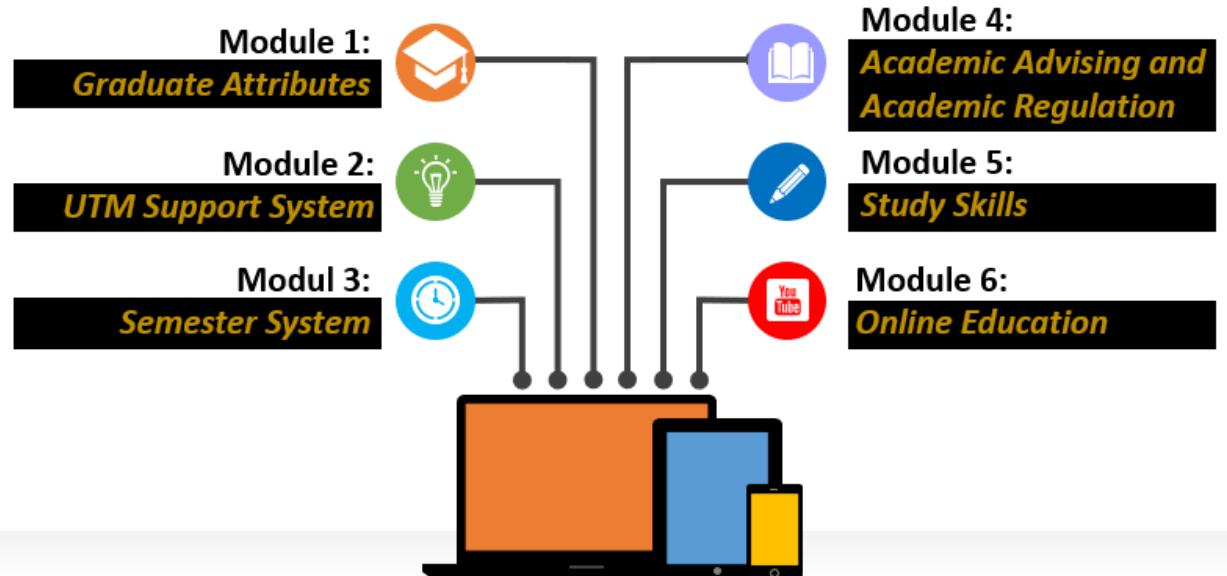 Module 1:
Graduate Attributes
Module 2:
UTM Support System
Modul 3:
Semester System
Module 4:
Academic Advising and
Academic Regulation
Module 5:
Study Skills
Module 6:
You
Tube
Online Education